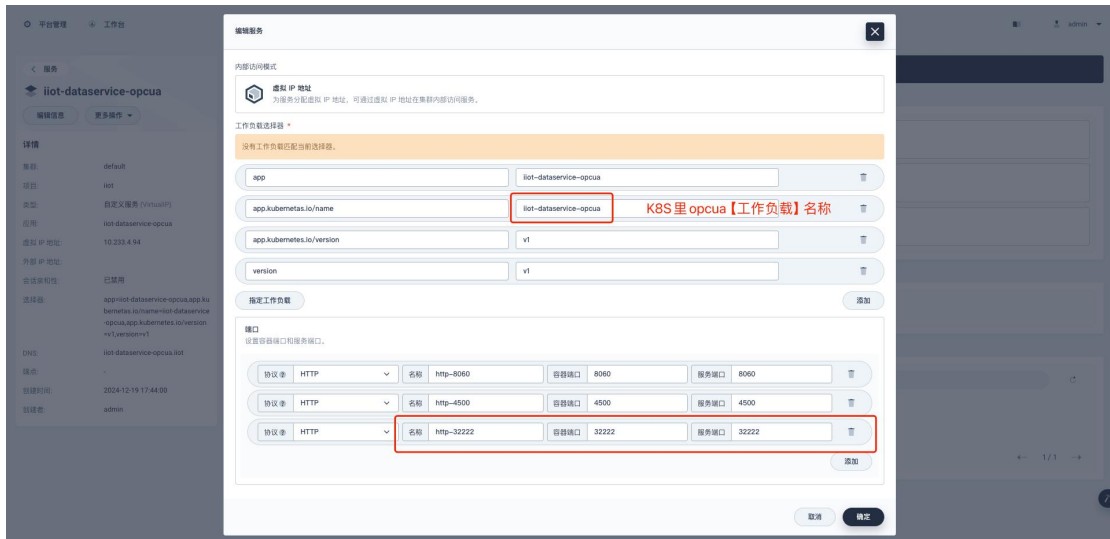 平台管理
工作台
admin
服务
iiot-dataservice-opcua
编辑信息
更多操作
详情
集群:
default
项目:
iiot
类型:
自定义服务 (VirtualIP)
应用:
iiot-dataservice-opcua
虚拟 IP 地址:
10.233.4.94
外部 IP 地址:
会话亲和性:
已禁用
选择器:
app=iiot-dataservice-opcua,app.ku
bernetas.io/name=iiot-dataservice
-opcua,app.kubernetas.io/version
=v1,version=v1
DNS:
iiot-dataservice-opcua.iiot
端点:
-
创建时间:
2024-12-19 17:44:00
创建者:
admin
编辑服务
内部访问模式
虚拟 IP 地址
为服务分配虚拟 IP 地址，可通过虚拟 IP 地址在集群内部访问服务。
工作负载选择器 *
没有工作负载匹配当前选择器。
app
iiot-dataservice-opcua
app.kubernetas.io/name
iiot-dataservice-opcua
K8S里opcua【工作负载】名称
app.kubernetas.io/version
v1
version
v1
指定工作负载
添加
端口
设置容器端口和服务端口。
协议 HTTP 名称 http-8060 容器端口 8060 服务端口 8060
协议 HTTP 名称 http-4500 容器端口 4500 服务端口 4500
协议 HTTP 名称 http-32222 容器端口 32222 服务端口 32222
添加
1/1
取消
确定